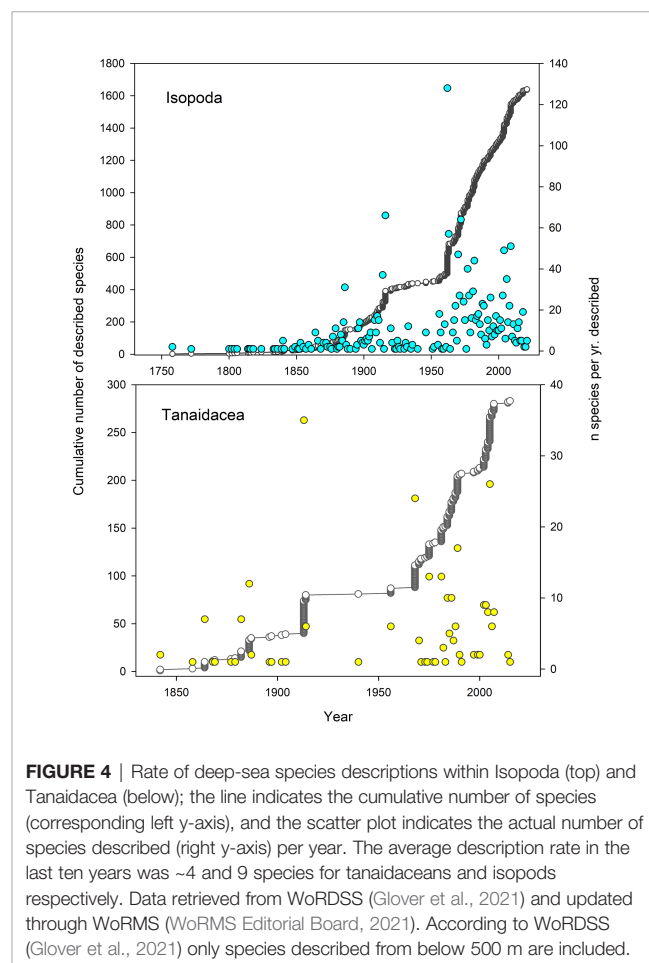 1800
1600
1400
1200
1000
800
600
400
200
0
Isopoda
140
120
100
80
60
40
20
0
1750 1800 1850 1900 1950 2000
Cumulative number of described species
n species per yr. described
300
250
200
150
100
50
0
Tanaidacea
40
30
20
10
0
1850 1900 1950 2000
Year
FIGURE 4 | Rate of deep-sea species descriptions within Isopoda (top) and
Tanaidacea (below); the line indicates the cumulative number of species
(corresponding left y-axis), and the scatter plot indicates the actual number of
species described (right y-axis) per year. The average description rate in the
last ten years was ~4 and 9 species for tanaidaceans and isopods
respectively. Data retrieved from WoRDSS (Glover et al., 2021) and updated
through WoRMS (WoRMS Editorial Board, 2021). According to WoRDSS
(Glover et al., 2021) only species described from below 500 m are included.